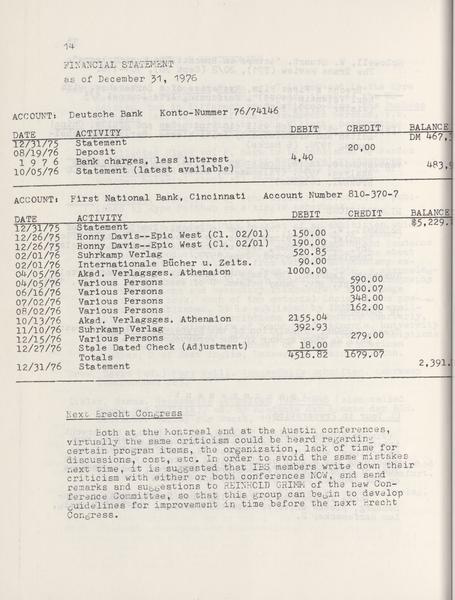 14
FINANCIAL STATEMENT
as of December 31, 1976
ACCOUNT: Deutsche Bank Konto-Nummer 76/74146
DATE ACTIVITY DEBIT CREDIT BALANCE
12/31/75 Statement DM 467,
08/19/76 Deposit 20,00
1 9 7 6 Bank charges, less interest 4,40
10/05/76 Statement (latest available) 483,
ACCOUNT: First National Bank, Cincinnati Account Number 810-370-7
DATE ACTIVITY DEBIT CREDIT BALANCE
12/31/75 Statement $5,229.
12/26/75 Ronny Davis--Epic West (Cl. 02/01) 150.00
12/26/75 Ronny Davis--Epic West (Cl. 02/01) 190.00
02/01/76 Suhrkamp Verlag 520.85
02/01/76 Internationale Bücher u. Zeits. 90.00
04/05/76 Akad. Verlagsges. Athenaion 1000.00
04/05/76 Various Persons 590.00
06/16/76 Various Persons 300.07
07/02/76 Various Persons 348.00
08/02/76 Various Persons 162.00
10/13/76 Akad. Verlagsges. Athenaion 2155.04
11/10/76 Suhrkamp Verlag 392.93
12/15/76 Various Persons 279.00
12/27/76 Stale Dated Check (Adjustment) 18.00
Totals 4516.82 1679.07
12/31/76 Statement 2,391.
Next Brecht Congress
Both at the Montreal and at the Austin conferences,
virtually the same criticism could be heard regarding
certain program items, the organization, lack of time for
discussions, cost, etc. In order to avoid the same mistakes
next time, it is suggested that IBS members write down their
criticism with either or both conferences NOW, and send
remarks and suggestions to REINHOLD GRIMM of the new Con-
ference Committee, so that this group can begin to develop
guidelines for improvement in time before the next Brecht
Congress.